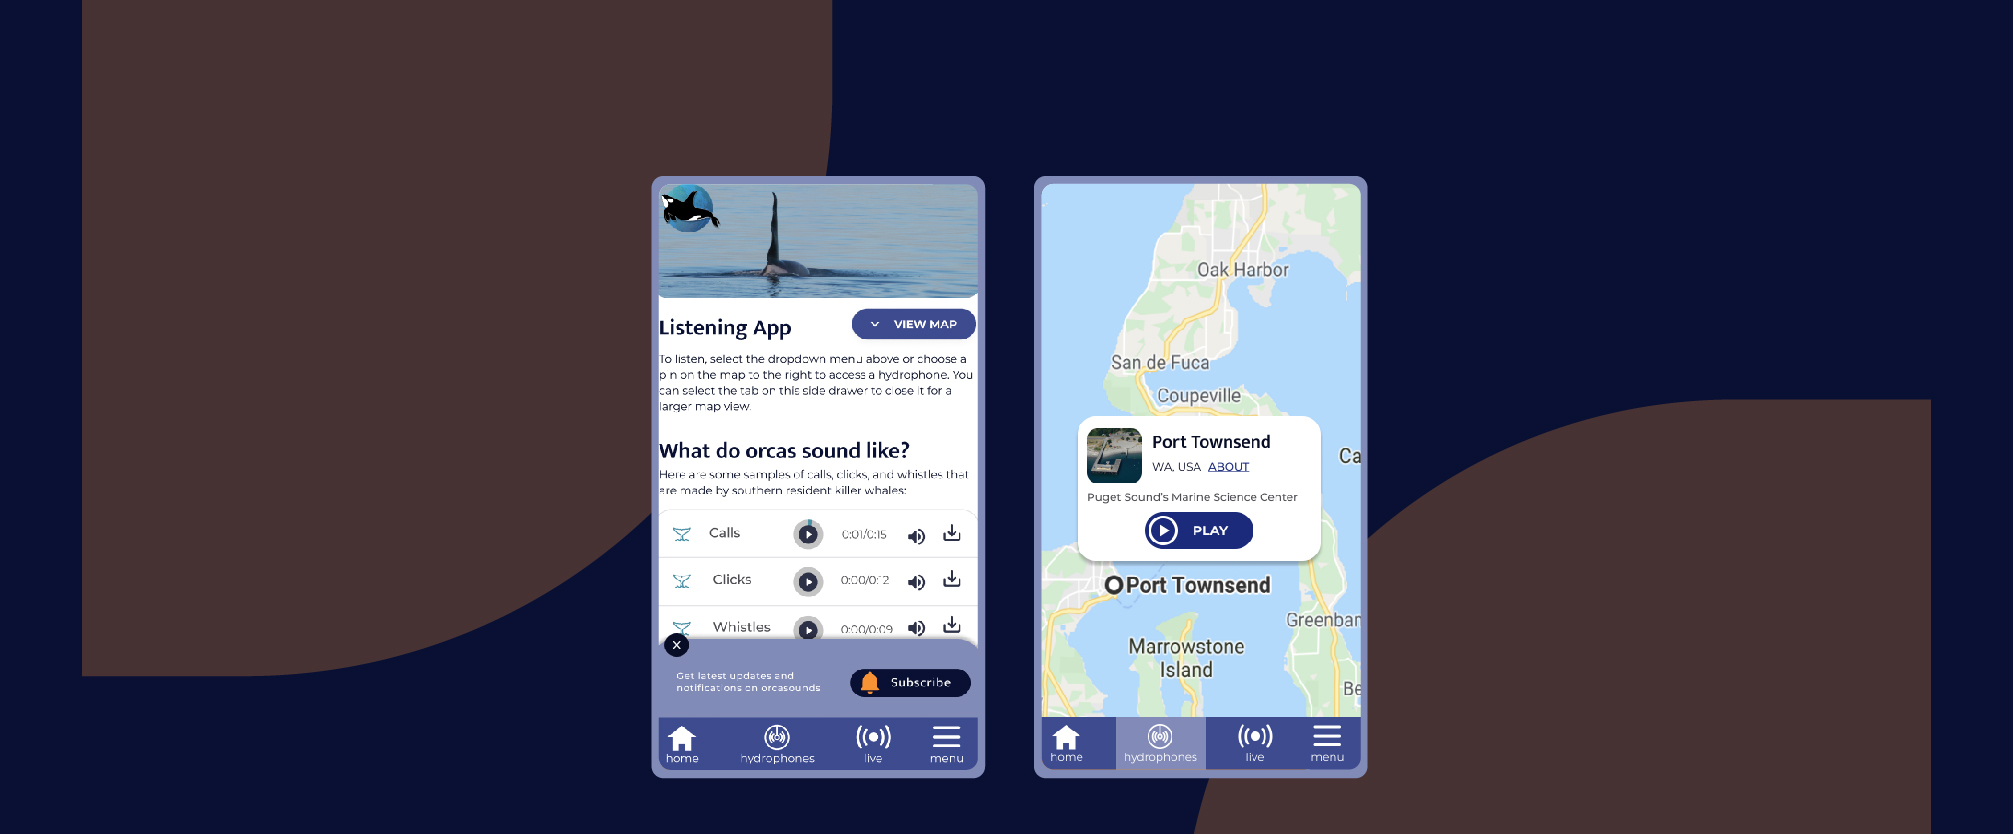 Listening App
VIEW MAP
To listen, select the dropdown menu above or choose a
pin on the map to the right to access a hydrophone. You
can select the tab on this side drawer to close it for a
larger map view.
What do orcas sound like?
Here are some samples of calls, clicks, and whistles that
are made by southern resident killer whales:
Calls 0:01/0:15
Clicks 0:00/0:12
Whistles 0:00/0:09
Get latest updates and
notifications on orcasounds
Subscribe
home hydrophones live menu
Oak Harbor
San de Fuca
Coupeville
Ca
Port Townsend
WA, USA ABOUT
Puget Sound's Marine Science Center
PLAY
Port Townsend
Greenban
Marrowstone
Island
Be
home hydrophones live menu